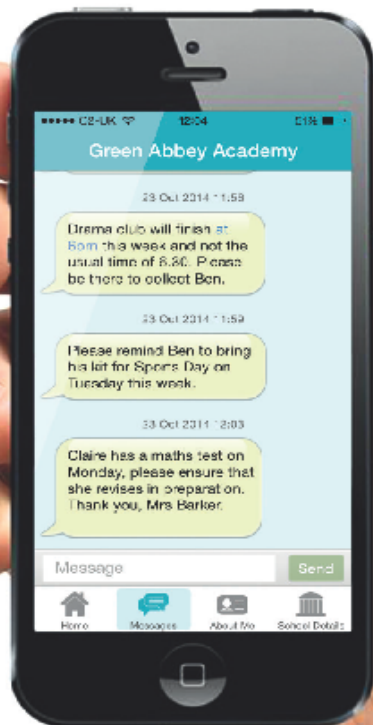 O2-UK 12:04 51%
Green Abbey Academy
23 Oct 2014 11:58
Drama club will finish at
6pm this week and not the
usual time of 6.30. Please
be there to collect Ben.
23 Oct 2014 11:59
Please remind Ben to bring
his kit for Sports Day on
Tuesday this week.
23 Oct 2014 12:03
Claire has a maths test on
Monday, please ensure that
she revises in preparation.
Thank you, Mrs Barker.
Message Send
Home Messages About Me School Details